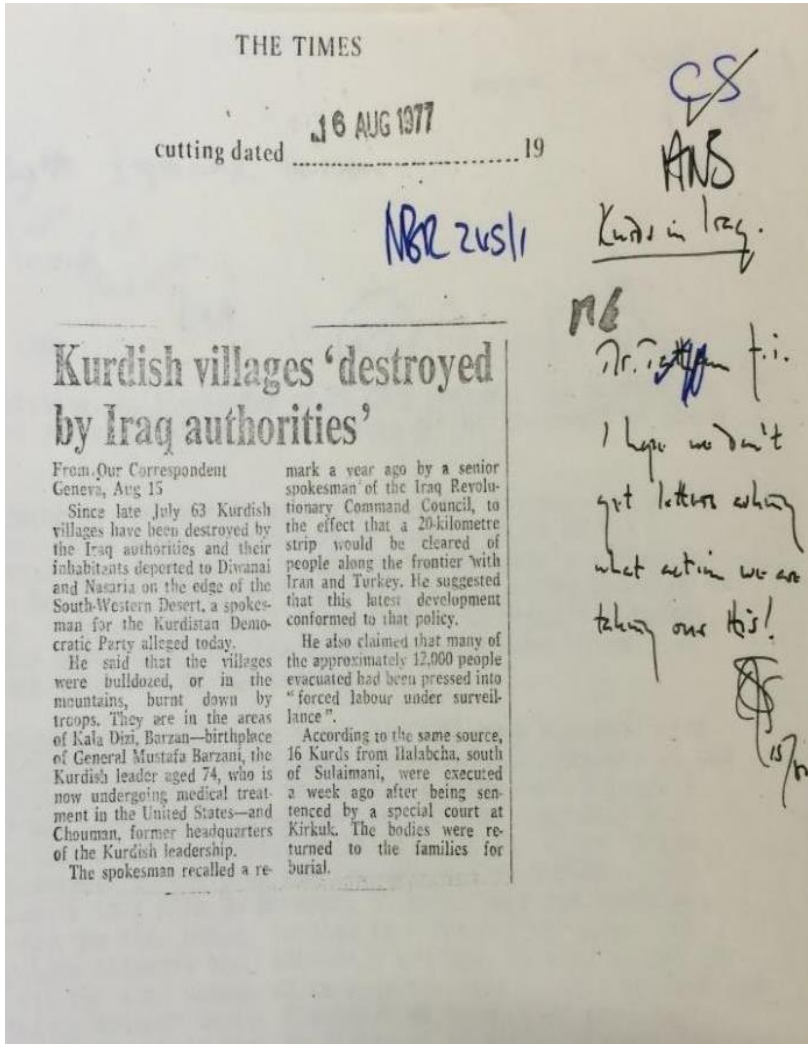 THE TIMES
16 AUG 1977
cutting dated ............ 19
NBR 245/1
Kurdish villages ‘destroyed
by Iraq authorities’
From Our Correspondent
Geneva, Aug 15
Since late July 63 Kurdish
villages have been destroyed by
the Iraq authorities and their
inhabitants deported to Diwanai
and Nasaria on the edge of the
South-Western Desert, a spokes-
man for the Kurdistan Demo-
cratic Party alleged today.
He said that the villages
were bulldozed, or in the
mountains, burnt down by
troops. They are in the areas
of Kala Dizi, Barzan—birthplace
of General Mustafa Barzani, the
Kurdish leader aged 74, who is
now undergoing medical treat-
ment in the United States—and
Chouman, former headquarters
of the Kurdish leadership.
The spokesman recalled a re-
mark a year ago by a senior
spokesman of the Iraq Revolu-
tionary Command Council, to
the effect that a 20-kilometre
strip would be cleared of
people along the frontier with
Iran and Turkey. He suggested
that this latest development
conformed to that policy.
He also claimed that many of
the approximately 12,000 people
evacuated had been pressed into
“forced labour under surveil-
lance”.
According to the same source,
16 Kurds from Halabcha, south
of Sulaimani, were executed
a week ago after being sen-
tenced by a special court at
Kirkuk. The bodies were re-
turned to the families for
burial.
CS
ANS
Kurds in Iraq.
Mr. f.i.
I hope we don't
get letters asking
what action we are
taking over this!